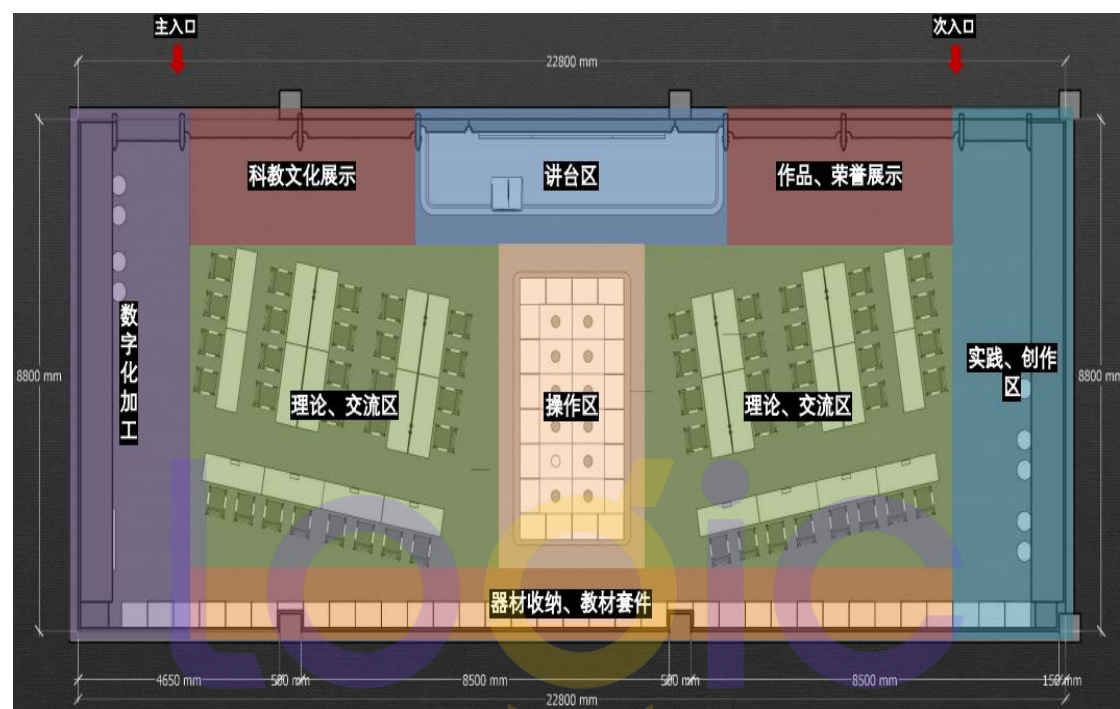 主入口
次入口
22800 mm
科教文化展示
讲台区
作品、荣誉展示
数
字
化
加
工
8800 mm
理论、交流区
操作区
理论、交流区
实践、创作
区
8800 mm
器材收纳、教材套件
logic
4650 mm
500 mm
8500 mm
500 mm
8500 mm
150 mm
22800 mm